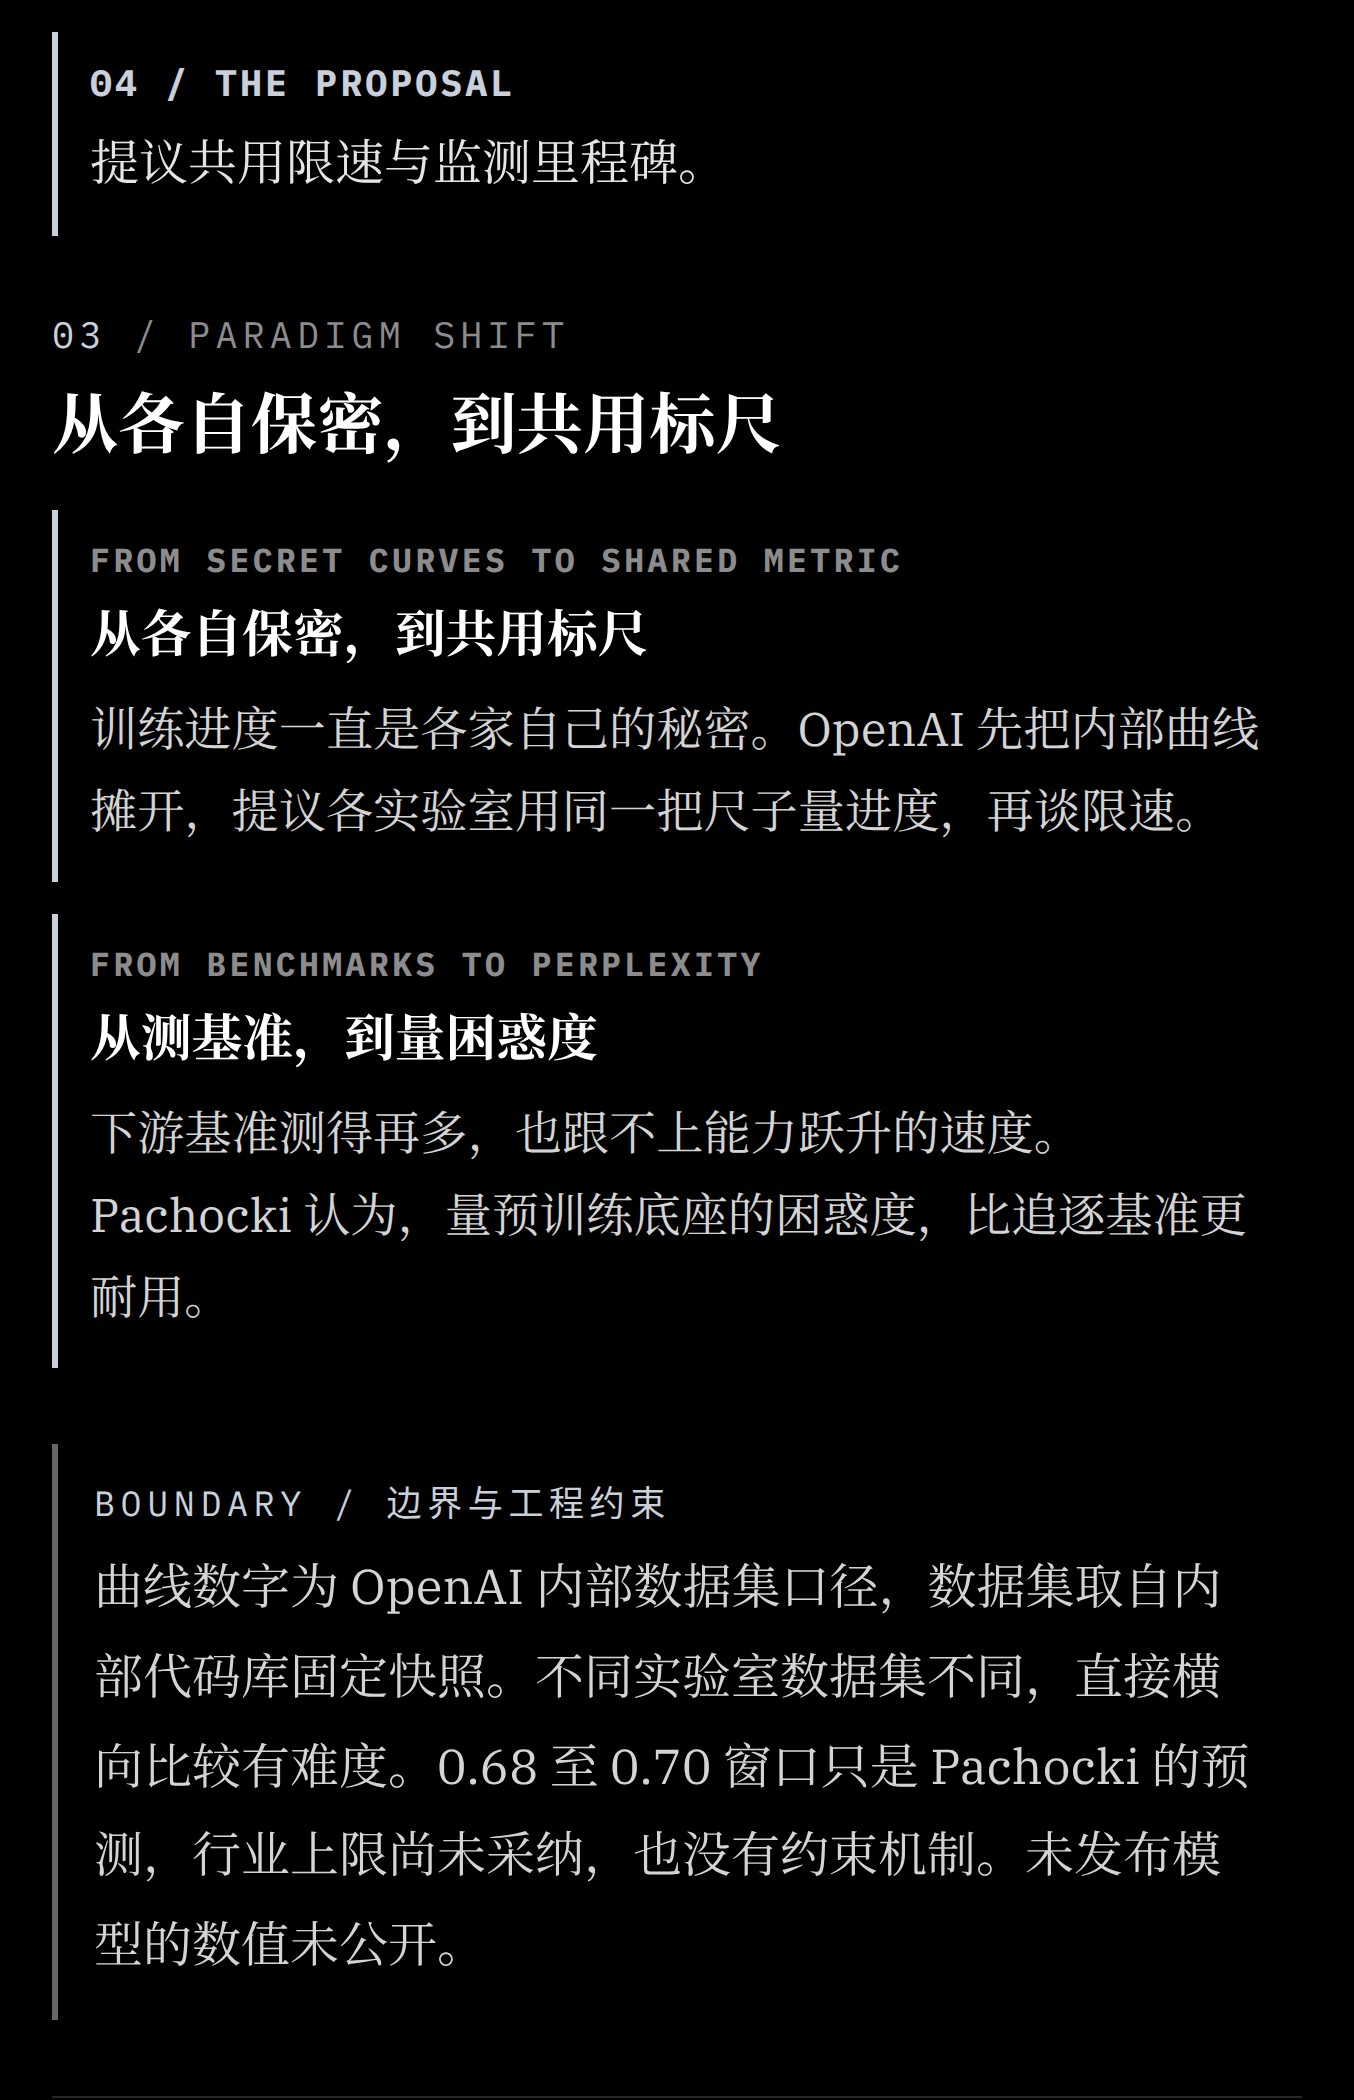 04 / THE PROPOSAL
提议共用限速与监测里程碑。
03 / PARADIGM SHIFT
从各自保密，到共用标尺
FROM SECRET CURVES TO SHARED METRIC
从各自保密，到共用标尺
训练进度一直是各家自己的秘密。OpenAI 先把内部曲线
摊开，提议各实验室用同一把尺子量进度，再谈限速。
FROM BENCHMARKS TO PERPLEXITY
从测基准，到量困惑度
下游基准测得再多，也跟不上能力跃升的速度。
Pachocki 认为，量预训练底座的困惑度，比追逐基准更
耐用。
BOUNDARY / 边界与工程约束
曲线数字为 OpenAI 内部数据集口径，数据集取自内
部代码库固定快照。不同实验室数据集不同，直接横
向比较有难度。0.68 至 0.70 窗口只是 Pachocki 的预
测，行业上限尚未采纳，也没有约束机制。未发布模
型的数值未公开。